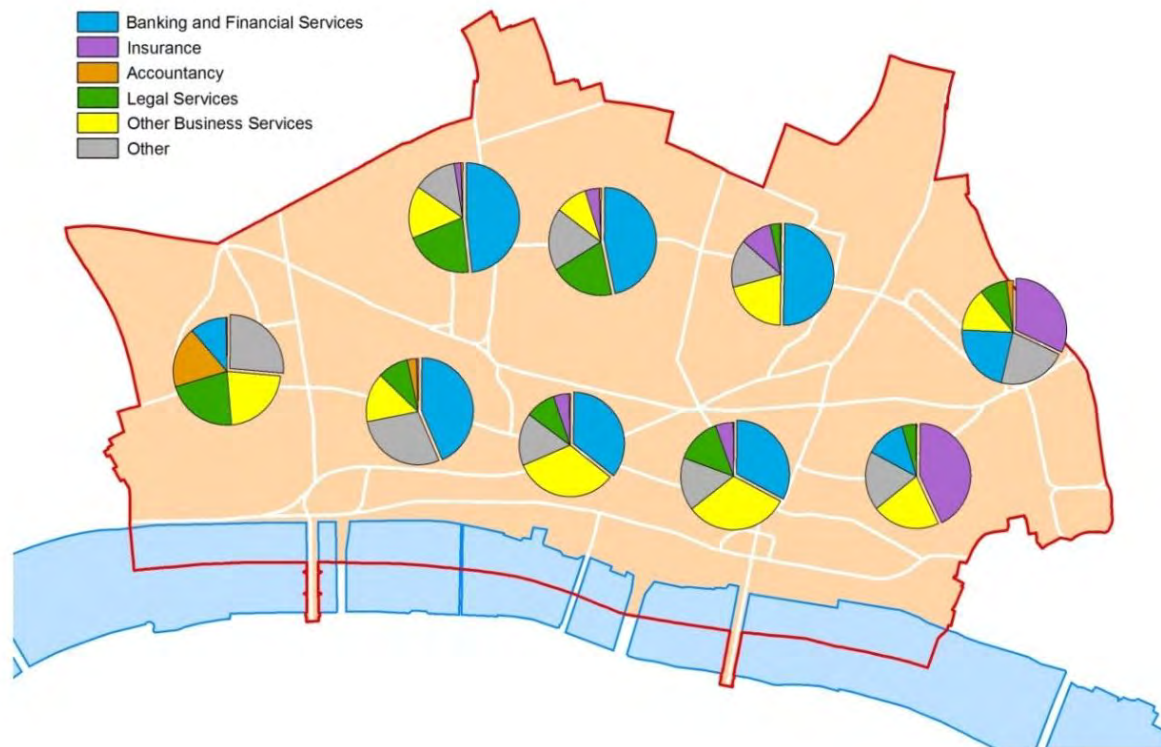 Banking and Financial Services
Insurance
Accountancy
Legal Services
Other Business Services
Other